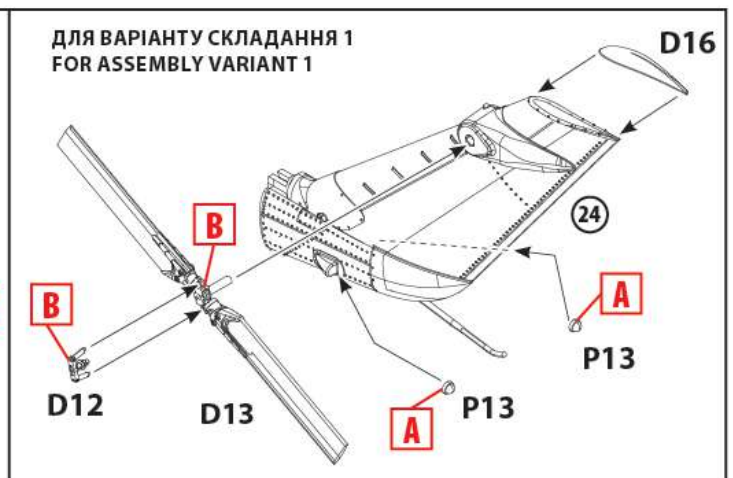 ДЛЯ ВАРІАНТУ СКЛАДАННЯ 1
FOR ASSEMBLY VARIANT 1
D16
24
B
B
A
P13
D12
D13
A
P13